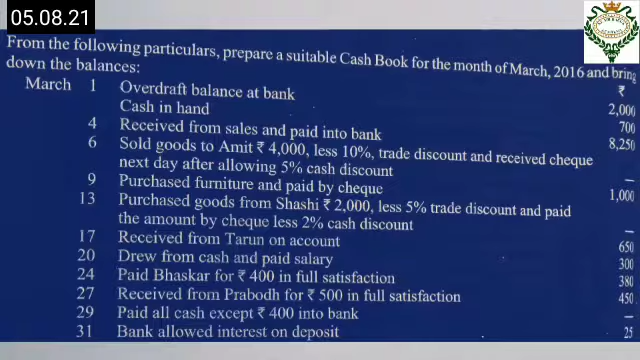 05.08.21
From the following particulars, prepare a suitable Cash Book for the month of March, 2016 and bring
down the balances:
₹
March 1 Overdraft balance at bank 2,000
Cash in hand 700
4 Received from sales and paid into bank 8,250
6 Sold goods to Amit ₹ 4,000, less 10%, trade discount and received cheque
next day after allowing 5% cash discount —
9 Purchased furniture and paid by cheque 1,000
13 Purchased goods from Shashi ₹ 2,000, less 5% trade discount and paid
the amount by cheque less 2% cash discount —
17 Received from Tarun on account 650
20 Drew from cash and paid salary 300
24 Paid Bhaskar for ₹ 400 in full satisfaction 380
27 Received from Prabodh for ₹ 500 in full satisfaction 450
29 Paid all cash except ₹ 400 into bank —
31 Bank allowed interest on deposit 25